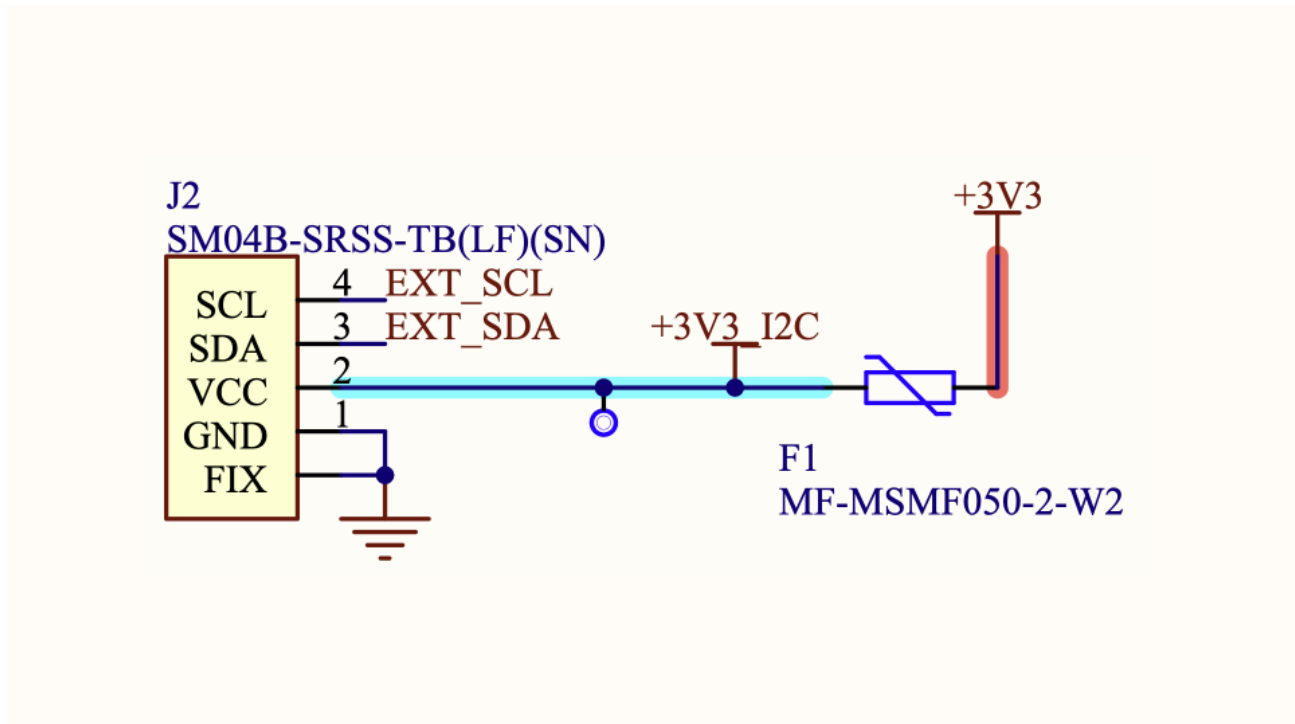 J2
SM04B-SRSS-TB(LF)(SN)
+3V3
SCL 4 EXT_SCL
SDA 3 EXT_SDA
+3V3_I2C
VCC 2
GND 1
FIX
F1
MF-MSMF050-2-W2